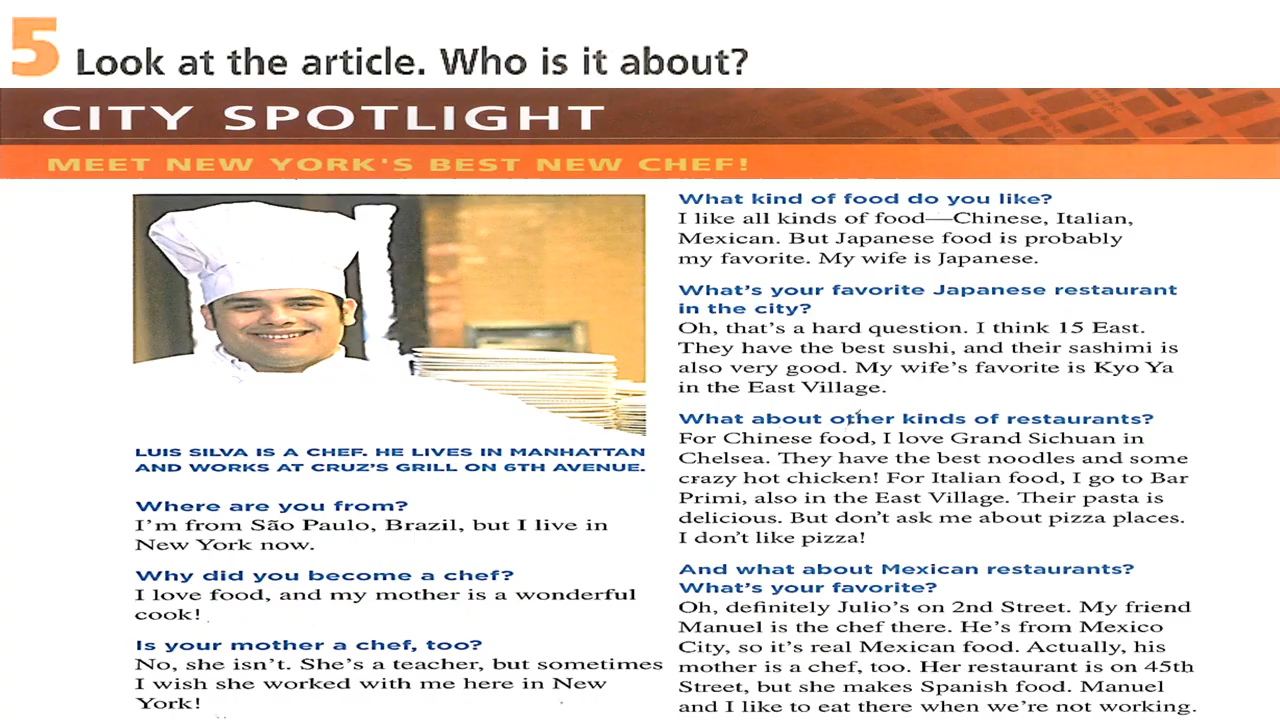 5 Look at the article. Who is it about?
CITY SPOTLIGHT
MEET NEW YORK'S BEST NEW CHEF!
LUIS SILVA IS A CHEF. HE LIVES IN MANHATTAN
AND WORKS AT CRUZ'S GRILL ON 6TH AVENUE.
Where are you from?
I'm from São Paulo, Brazil, but I live in
New York now.
Why did you become a chef?
I love food, and my mother is a wonderful
cook!
Is your mother a chef, too?
No, she isn't. She's a teacher, but sometimes
I wish she worked with me here in New
York!
What kind of food do you like?
I like all kinds of food—Chinese, Italian,
Mexican. But Japanese food is probably
my favorite. My wife is Japanese.
What's your favorite Japanese restaurant
in the city?
Oh, that's a hard question. I think 15 East.
They have the best sushi, and their sashimi is
also very good. My wife's favorite is Kyo Ya
in the East Village.
What about other kinds of restaurants?
For Chinese food, I love Grand Sichuan in
Chelsea. They have the best noodles and some
crazy hot chicken! For Italian food, I go to Bar
Primi, also in the East Village. Their pasta is
delicious. But don't ask me about pizza places.
I don't like pizza!
And what about Mexican restaurants?
What's your favorite?
Oh, definitely Julio's on 2nd Street. My friend
Manuel is the chef there. He's from Mexico
City, so it's real Mexican food. Actually, his
mother is a chef, too. Her restaurant is on 45th
Street, but she makes Spanish food. Manuel
and I like to eat there when we're not working.